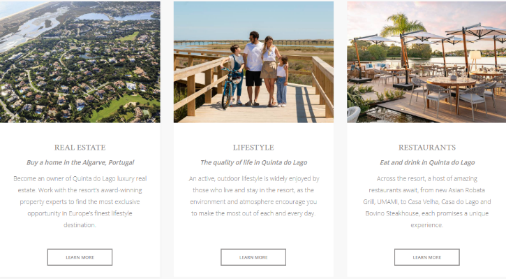 REAL ESTATE
Buy a home in the Algarve, Portugal
Become an owner of Quinta do Lago luxury real
estate. Work with the resort's award-winning
property experts to find the most exclusive
opportunity in Europe's finest lifestyle
destination
LEARN MORE
LIFESTYLE
The quality of life in Quinta do Lago
An active, outdoor lifestyle is widely enjoyed by
those who live and stay in the resort, as the
environment and atmosphere encourage you
to make the most out of each and every day
LEARN MORE
RESTAURANTS
Eat and drink in Quinta do Lago
Across the resort, a host of amazing
restaurants await, from new Asian Robata
Grill, UMAMI, to Casa Velha, Casa do Lago and
Bovino Steakhouse, each promises a unique
experience
LEARN MORE